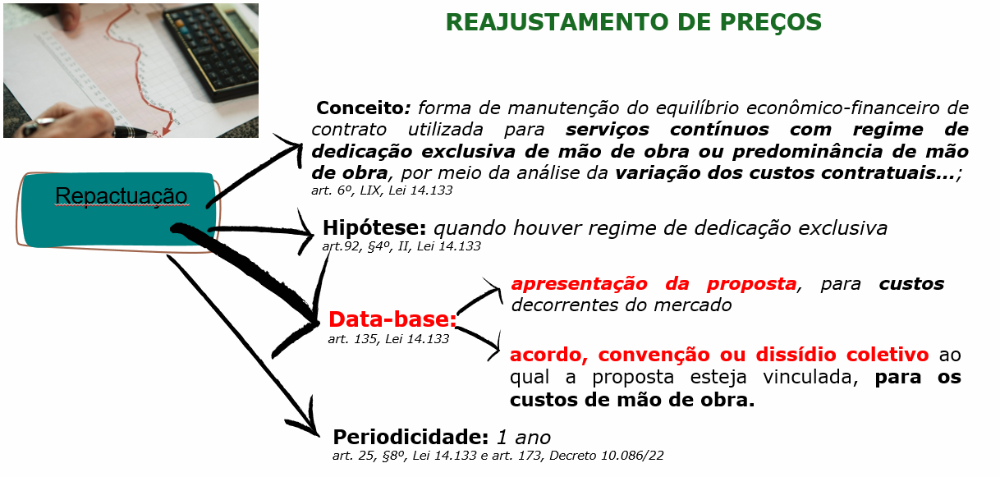 REAJUSTAMENTO DE PREÇOS
Conceito: forma de manutenção do equilíbrio econômico-financeiro de
contrato utilizada para serviços contínuos com regime de
dedicação exclusiva de mão de obra ou predominância de mão
de obra, por meio da análise da variação dos custos contratuais...;
art. 6º, LIX, Lei 14.133
Repactuação
Hipótese: quando houver regime de dedicação exclusiva
art.92, §4º, II, Lei 14.133
apresentação da proposta, para custos
decorrentes do mercado
Data-base:
art. 135, Lei 14.133
acordo, convenção ou dissídio coletivo ao
qual a proposta esteja vinculada, para os
custos de mão de obra.
Periodicidade: 1 ano
art. 25, §8º, Lei 14.133 e art. 173, Decreto 10.086/22